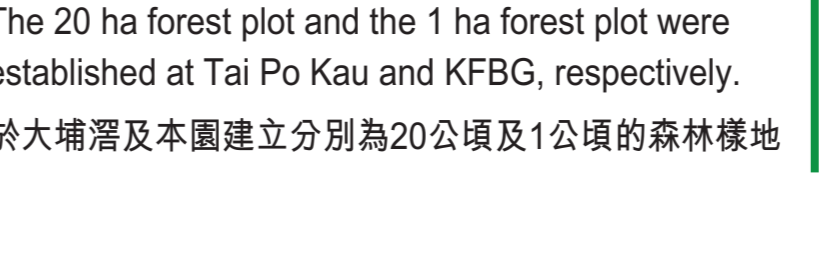 The 20 ha forest plot and the 1 ha forest plot were
established at Tai Po Kau and KFBG, respectively.
於大埔滘及本園建立分別為20公頃及1公頃的森林樣地